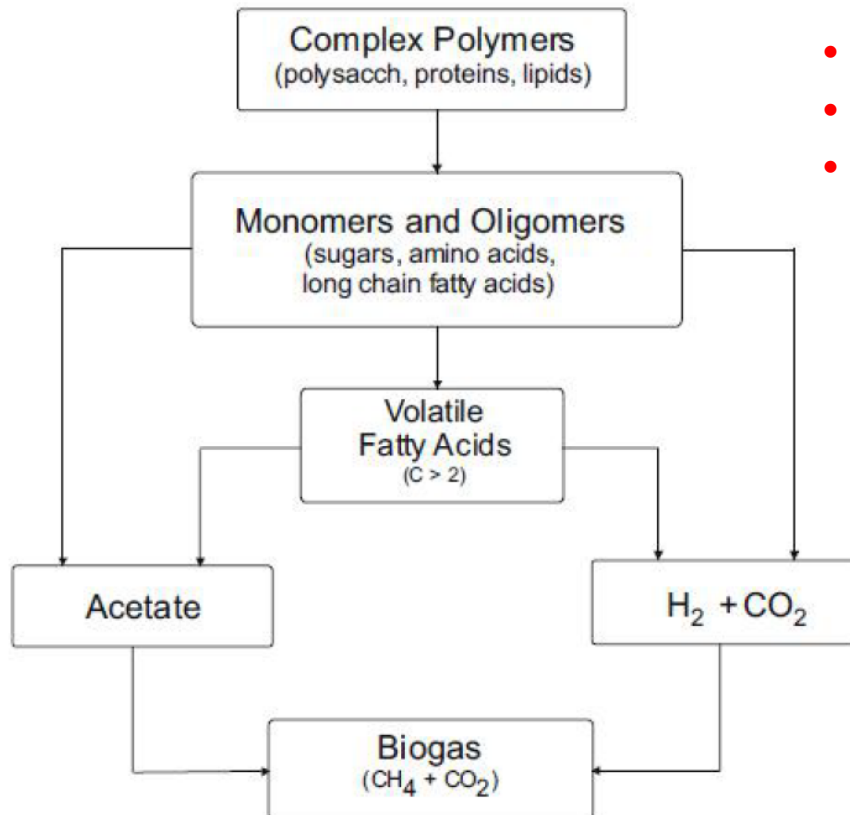 Complex Polymers
(polysacch, proteins, lipids)
Monomers and Oligomers
(sugars, amino acids,
long chain fatty acids)
Volatile
Fatty Acids
(C > 2)
Acetate
H₂ + CO₂
Biogas
(CH₄ + CO₂)